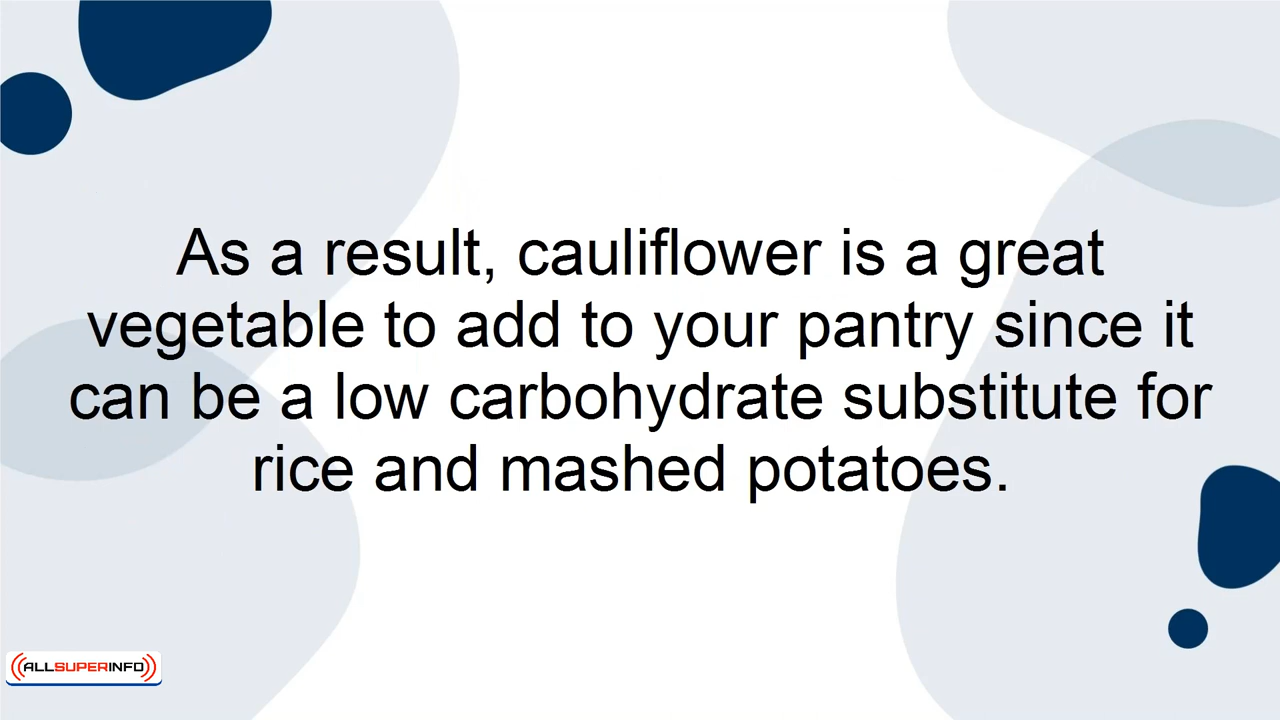 As a result, cauliflower is a great
vegetable to add to your pantry since it
can be a low carbohydrate substitute for
rice and mashed potatoes.
ALLSUPERINFO